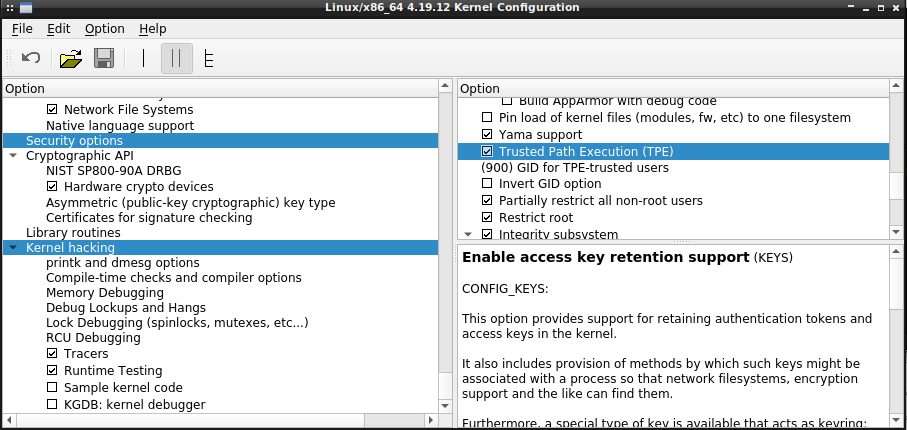 Linux/x86_64 4.19.12 Kernel Configuration
File Edit Option Help
Option
Network File Systems
Native language support
Security options
Cryptographic API
NIST SP800-90A DRBG
Hardware crypto devices
Asymmetric (public-key cryptographic) key type
Certificates for signature checking
Library routines
Kernel hacking
printk and dmesg options
Compile-time checks and compiler options
Memory Debugging
Debug Lockups and Hangs
Lock Debugging (spinlocks, mutexes, etc...)
RCU Debugging
Tracers
Runtime Testing
Sample kernel code
KGDB: kernel debugger
Option
Build AppArmor with debug code
Pin load of kernel files (modules, fw, etc) to one filesystem
Yama support
Trusted Path Execution (TPE)
(900) GID for TPE-trusted users
Invert GID option
Partially restrict all non-root users
Restrict root
Integrity subsystem
Enable access key retention support (KEYS)
CONFIG_KEYS:
This option provides support for retaining authentication tokens and
access keys in the kernel.
It also includes provision of methods by which such keys might be
associated with a process so that network filesystems, encryption
support and the like can find them.
Furthermore, a special type of key is available that acts as keyring: